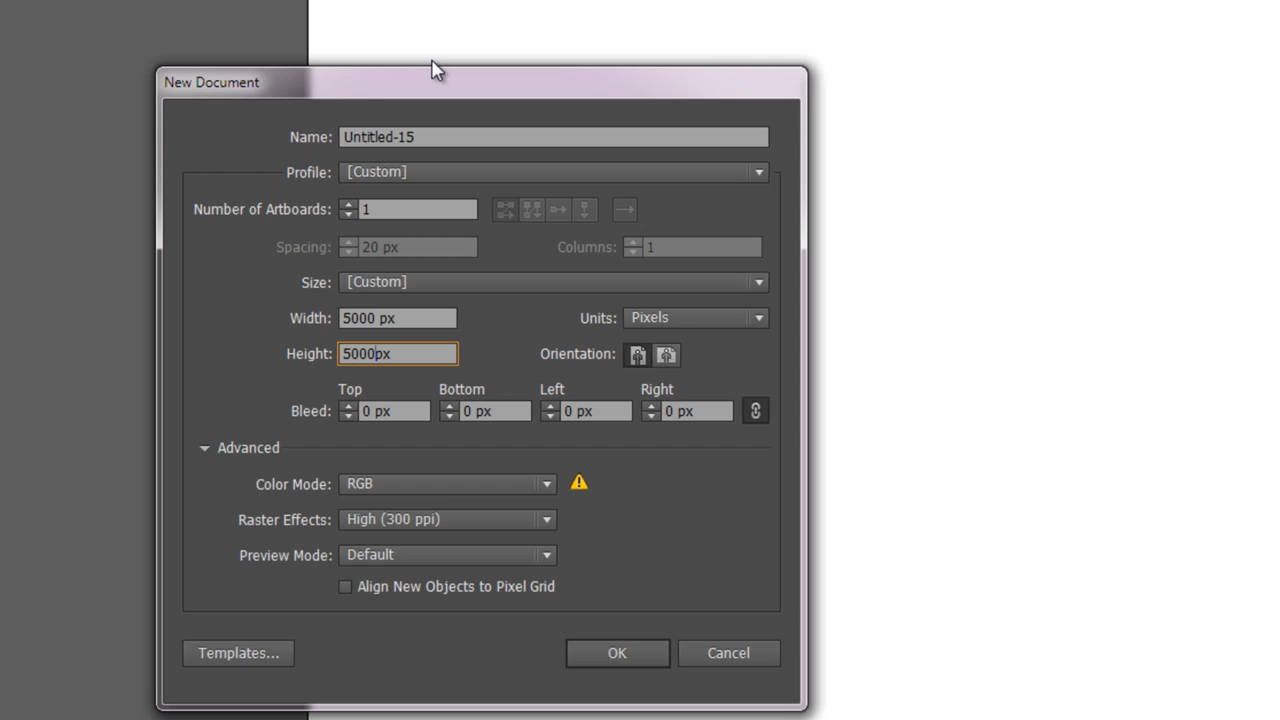 New Document
Name: Untitled-15
Profile: [Custom]
Number of Artboards: 1
Spacing: 20 px Columns: 1
Size: [Custom]
Width: 5000 px Units: Pixels
Height: 5000px Orientation:
Top Bottom Left Right
Bleed: 0 px 0 px 0 px 0 px
Advanced
Color Mode: RGB
Raster Effects: High (300 ppi)
Preview Mode: Default
Align New Objects to Pixel Grid
Templates... OK Cancel